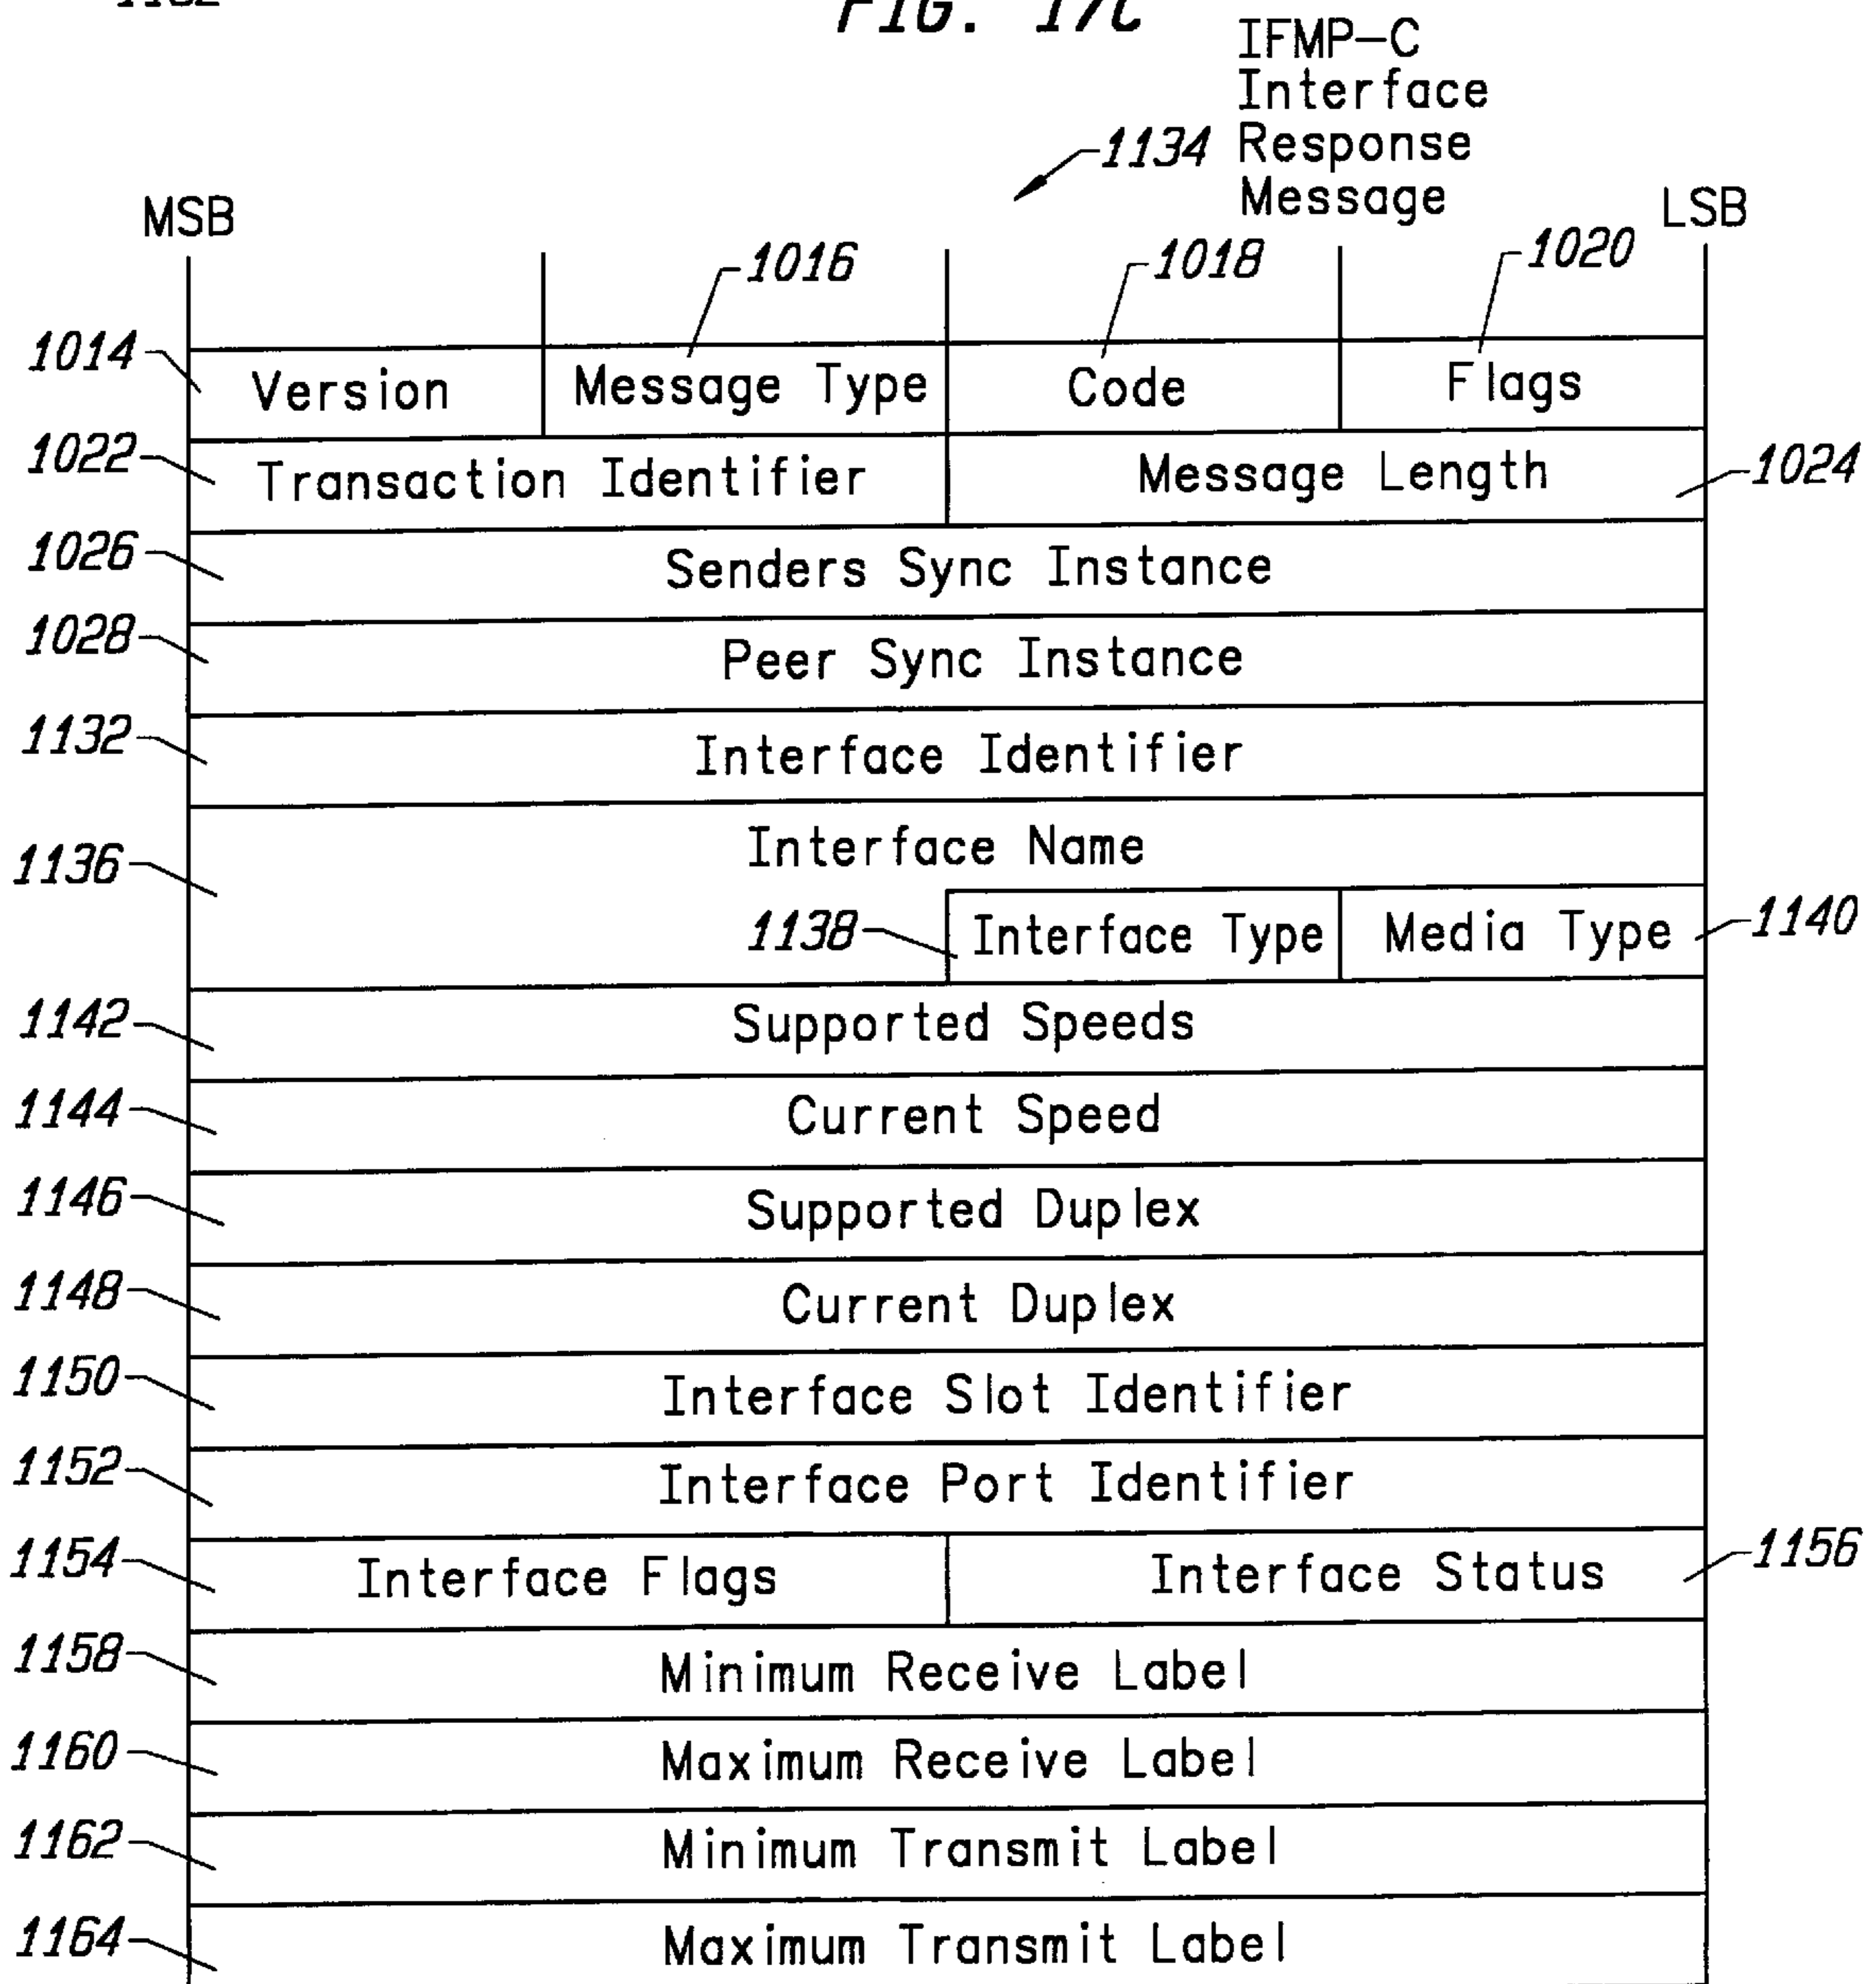 FIG. 17C
IFMP-C
Interface
Response
Message
1134
MSB
LSB
1016
1018
1020
1014
Version
Message Type
Code
Flags
1022
Transaction Identifier
Message Length
1024
1026
Senders Sync Instance
1028
Peer Sync Instance
1132
Interface Identifier
Interface Name
1136
1138
Interface Type
Media Type
1140
1142
Supported Speeds
1144
Current Speed
1146
Supported Duplex
1148
Current Duplex
1150
Interface Slot Identifier
1152
Interface Port Identifier
1154
Interface Flags
Interface Status
1156
1158
Minimum Receive Label
1160
Maximum Receive Label
1162
Minimum Transmit Label
1164
Maximum Transmit Label